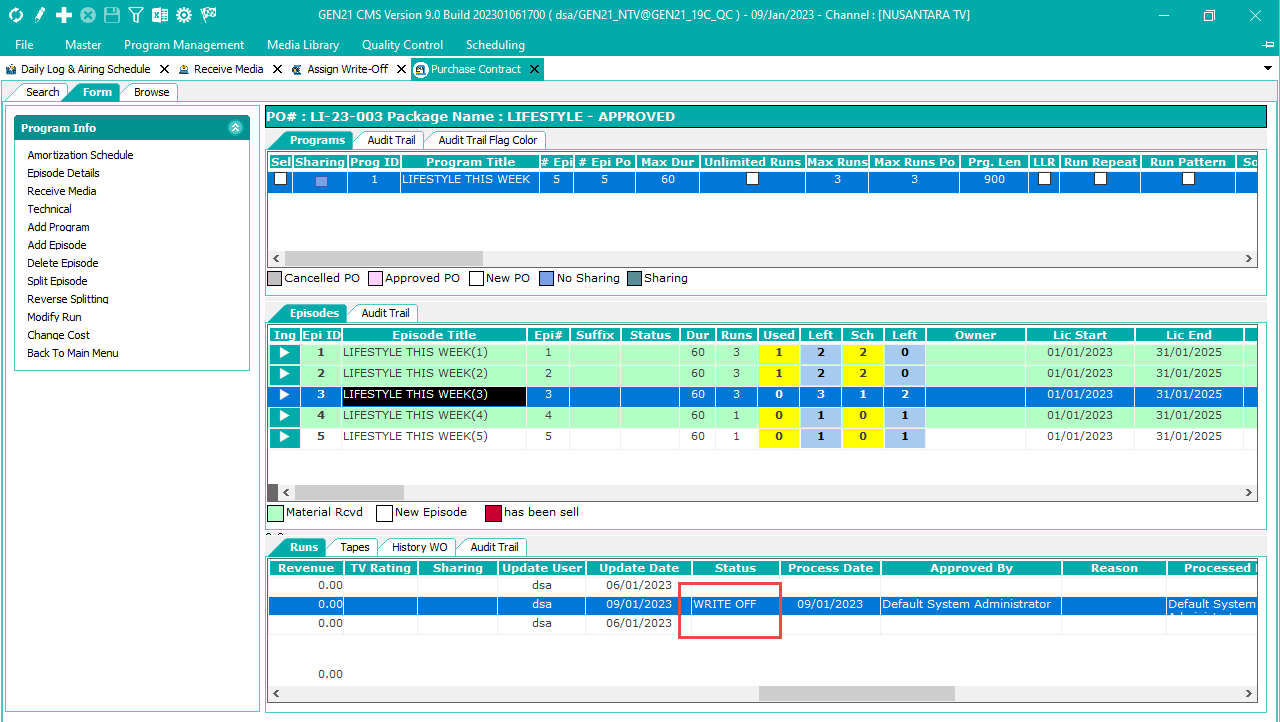 GEN21 CMS Version 9.0 Build 202301061700 ( dsa/GEN21_NTV@GEN21_19C_QC ) - 09/Jan/2023 - Channel : [NUSANTARA TV]
File Master Program Management Media Library Quality Control Scheduling
Daily Log & Airing Schedule Receive Media Assign Write-Off Purchase Contract
Search Form Browse
Program Info
Amortization Schedule
Episode Details
Receive Media
Technical
Add Program
Add Episode
Delete Episode
Split Episode
Reverse Splitting
Modify Run
Change Cost
Back To Main Menu
PO# : LI-23-003 Package Name : LIFESTYLE - APPROVED
Programs Audit Trail Audit Trail Flag Color
Sel Sharing Prog ID Program Title # Epi # Epi Po Max Dur Unlimited Runs Max Runs Max Runs Po Prg. Len LLR Run Repeat Run Pattern So
1 LIFESTYLE THIS WEEK 5 5 60 3 3 900
Cancelled PO Approved PO New PO No Sharing Sharing
Episodes Audit Trail
Ing Epi ID Episode Title Epi# Suffix Status Dur Runs Used Left Sch Left Owner Lic Start Lic End
1 LIFESTYLE THIS WEEK(1) 1 60 3 1 2 2 0 01/01/2023 31/01/2025
2 LIFESTYLE THIS WEEK(2) 2 60 3 1 2 2 0 01/01/2023 31/01/2025
3 LIFESTYLE THIS WEEK(3) 3 60 3 0 3 1 2 01/01/2023 31/01/2025
4 LIFESTYLE THIS WEEK(4) 4 60 1 0 1 0 1 01/01/2023 31/01/2025
5 LIFESTYLE THIS WEEK(5) 5 60 1 0 1 0 1 01/01/2023 31/01/2025
Material Rcvd New Episode has been sell
Runs Tapes History WO Audit Trail
Revenue TV Rating Sharing Update User Update Date Status Process Date Approved By Reason Processed
0.00 dsa 06/01/2023
0.00 dsa 09/01/2023 WRITE OFF 09/01/2023 Default System Administrator Default System
Administrator
0.00 dsa 06/01/2023
0.00